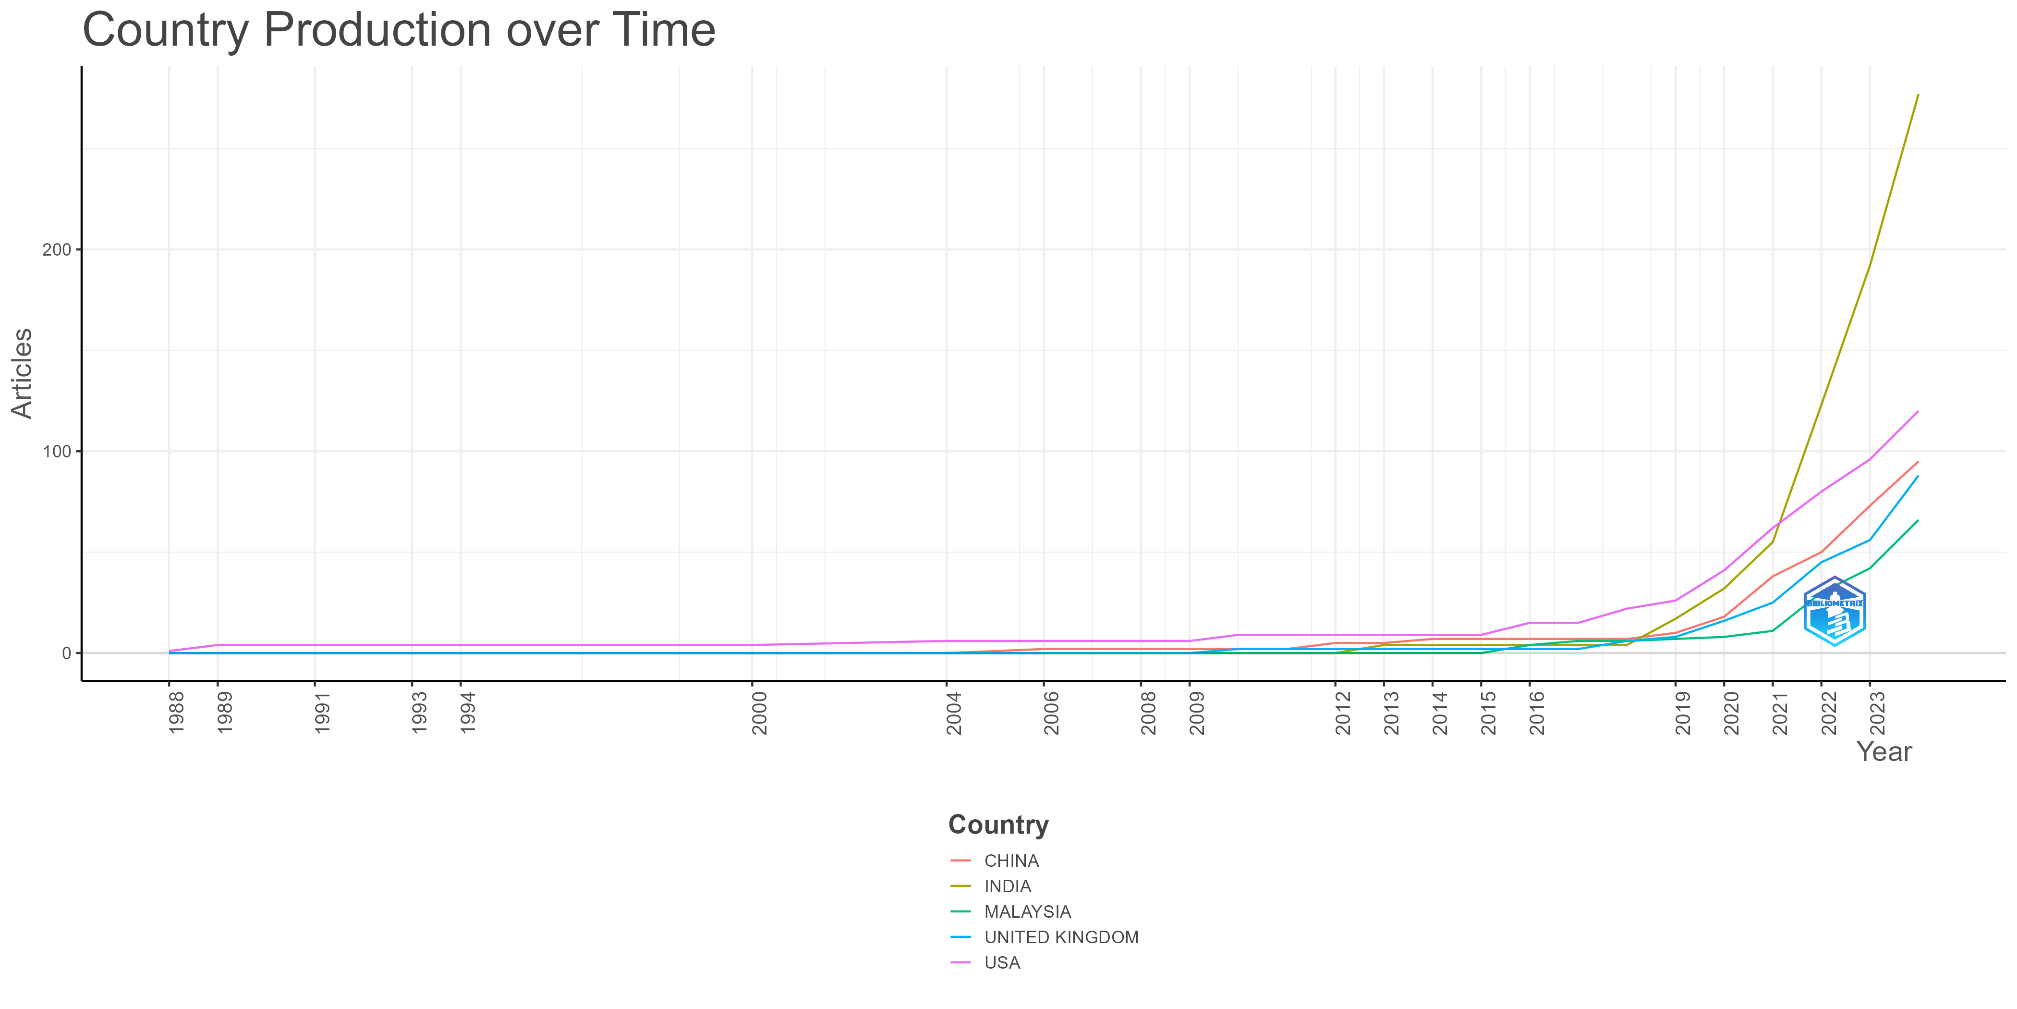 Country Production over Time
Articles
200
100
0
1988
1989
1991
1993
1994
2000
2004
2006
2008
2009
2012
2013
2014
2015
2016
2019
2020
2021
2022
2023
Year
BIBLIOMETRIX
Country
CHINA
INDIA
MALAYSIA
UNITED KINGDOM
USA